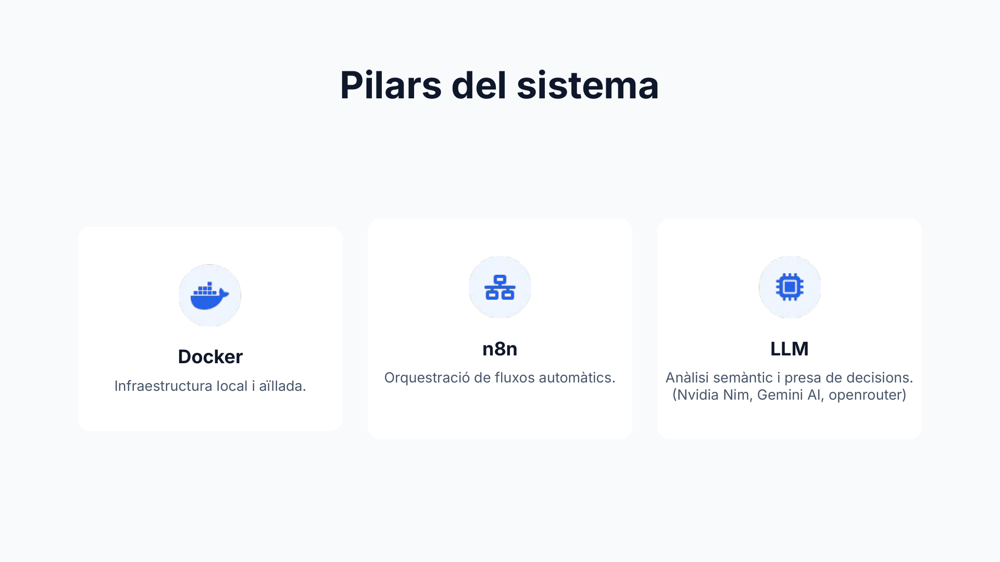 Pilars del sistema
Docker
Infraestructura local i aïllada.
n8n
Orquestració de fluxos automàtics.
LLM
Anàlisi semàntic i presa de decisions.
(Nvidia Nim, Gemini AI, openrouter)